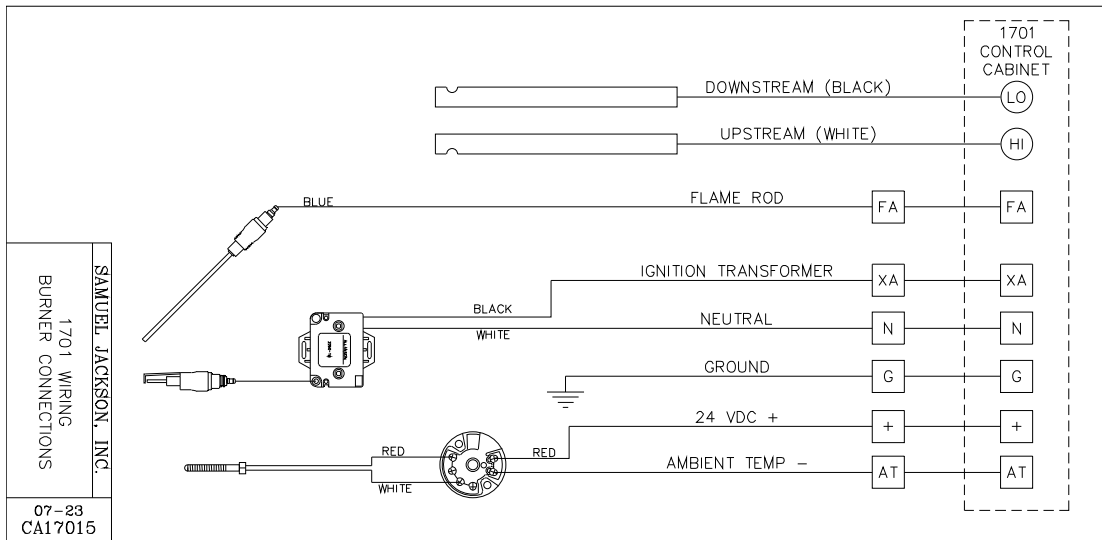 1701
CONTROL
CABINET
DOWNSTREAM (BLACK)
LO
UPSTREAM (WHITE)
HI
BLUE
FLAME ROD
FA
FA
IGNITION TRANSFORMER
XA
XA
BLACK
WHITE
NEUTRAL
N
N
GROUND
G
G
24 VDC +
+
+
RED
RED
WHITE
AMBIENT TEMP -
AT
AT
SAMUEL JACKSON, INC.
1701 WIRING
BURNER CONNECTIONS
07-23
CA17015